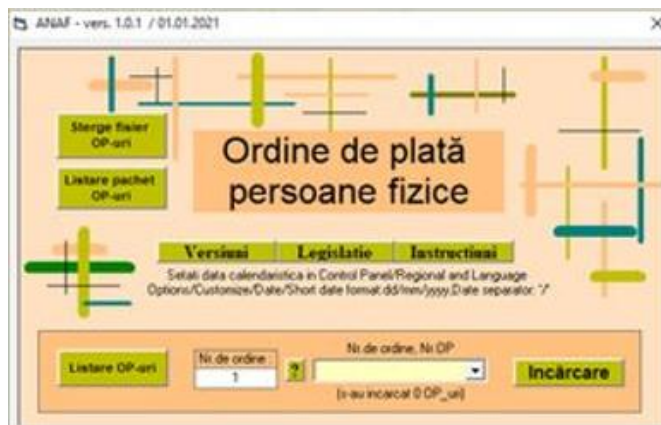 ANAF - vers. 1.0.1 / 01.01.2021
Sterge fisier
OP-uri
Listare pachet
OP-uri
Ordine de plată
persoane fizice
Versiuni Legislatie Instructiuni
Setati data calendaristica in Control Panel/Regional and Language
Options/Customize/Date/Short date format:dd/mm/yyyy,Date separator: '/'
Listare OP-uri
Nr.de ordine
1
?
Nr.de ordine, Nr.OP
(s-au incarcat 0 OP_uri)
Incărcare